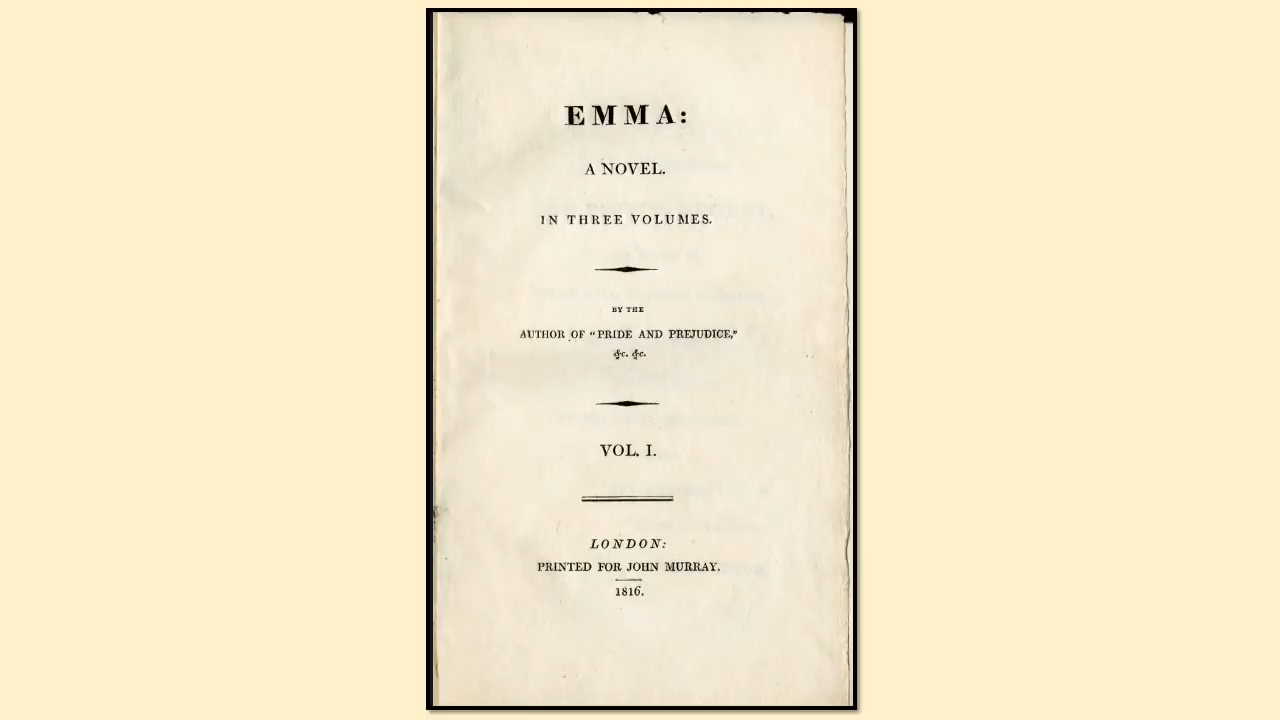 EMMA:
A NOVEL.
IN THREE VOLUMES.
BY THE
AUTHOR OF “PRIDE AND PREJUDICE,”
&c. &c.
VOL. I.
LONDON:
PRINTED FOR JOHN MURRAY.
1816.